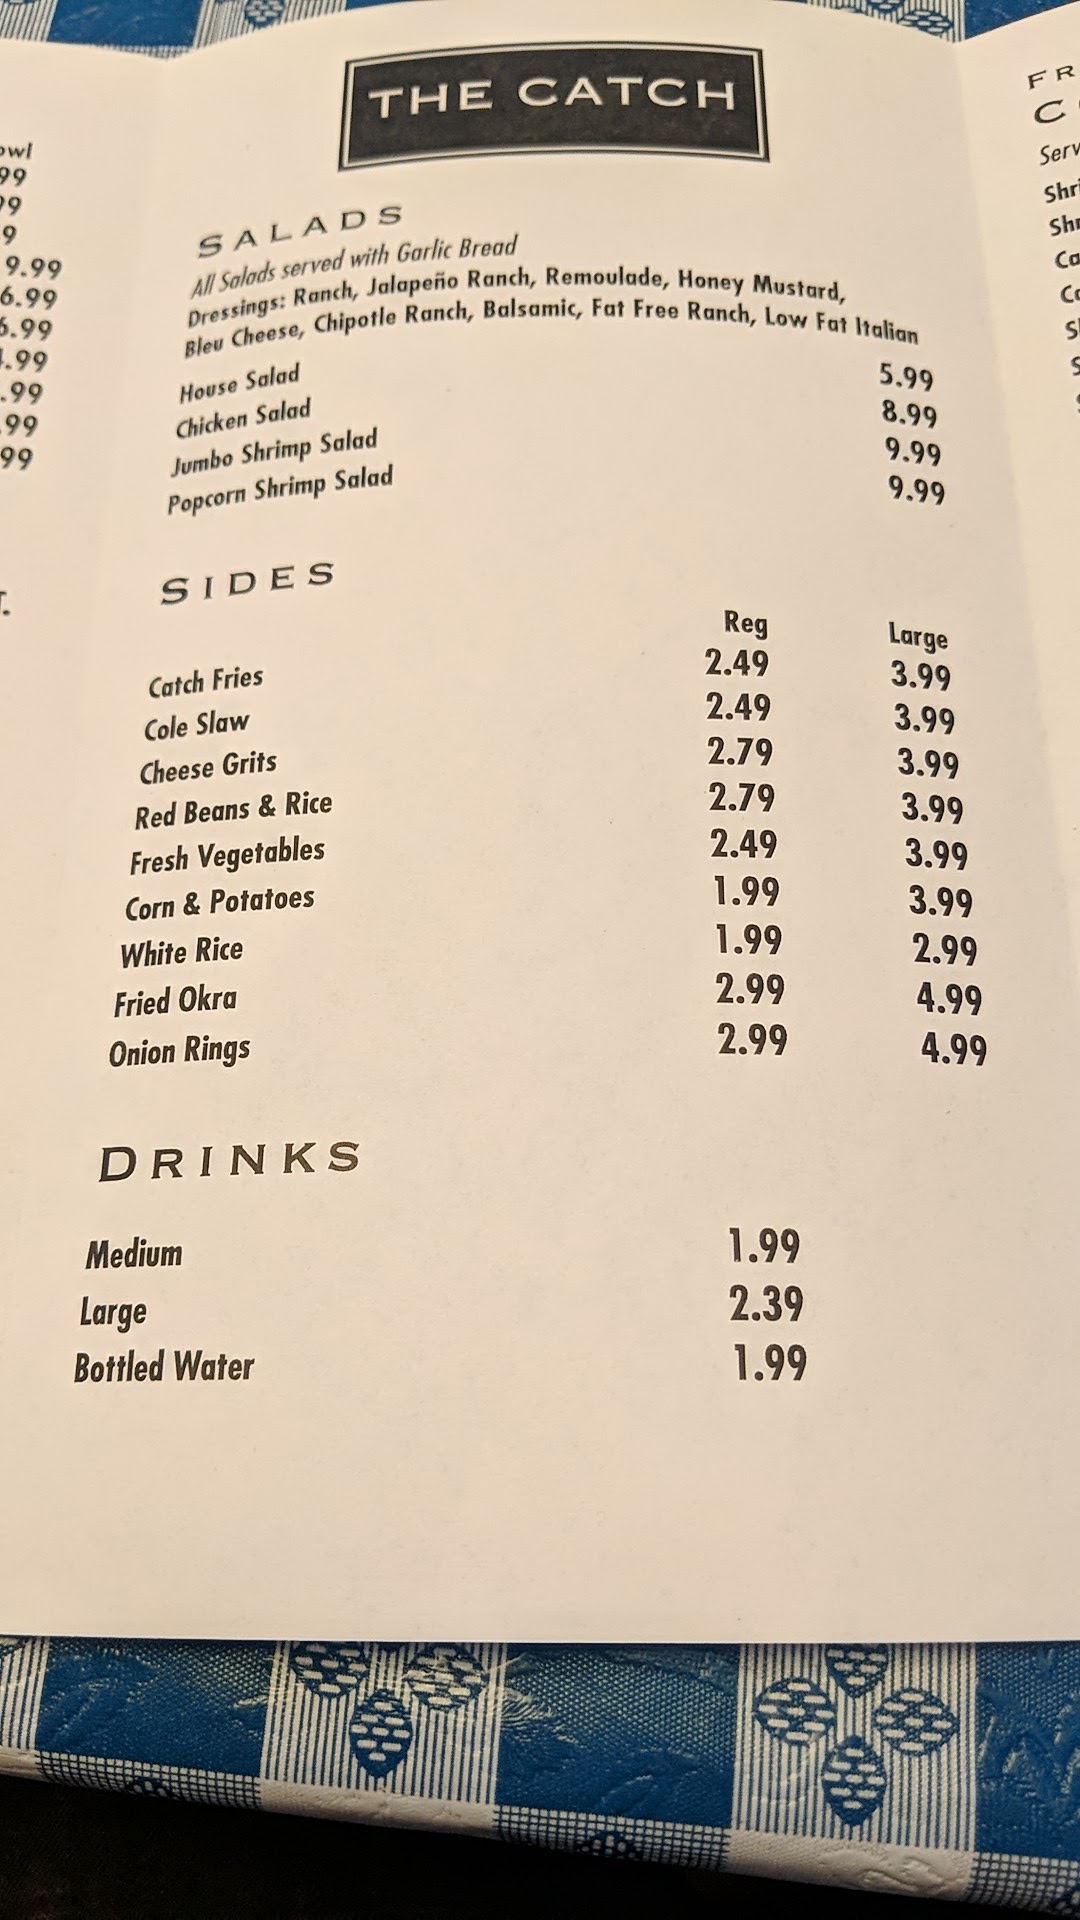 THE CATCH
SALADS
All Salads served with Garlic Bread
Dressings: Ranch, Jalapeño Ranch, Remoulade, Honey Mustard,
Bleu Cheese, Chipotle Ranch, Balsamic, Fat Free Ranch, Low Fat Italian
House Salad 5.99
Chicken Salad 8.99
Jumbo Shrimp Salad 9.99
Popcorn Shrimp Salad 9.99
SIDES
Reg Large
Catch Fries 2.49 3.99
Cole Slaw 2.49 3.99
Cheese Grits 2.79 3.99
Red Beans & Rice 2.79 3.99
Fresh Vegetables 2.49 3.99
Corn & Potatoes 1.99 3.99
White Rice 1.99 2.99
Fried Okra 2.99 4.99
Onion Rings 2.99 4.99
DRINKS
Medium 1.99
Large 2.39
Bottled Water 1.99
9.99
6.99